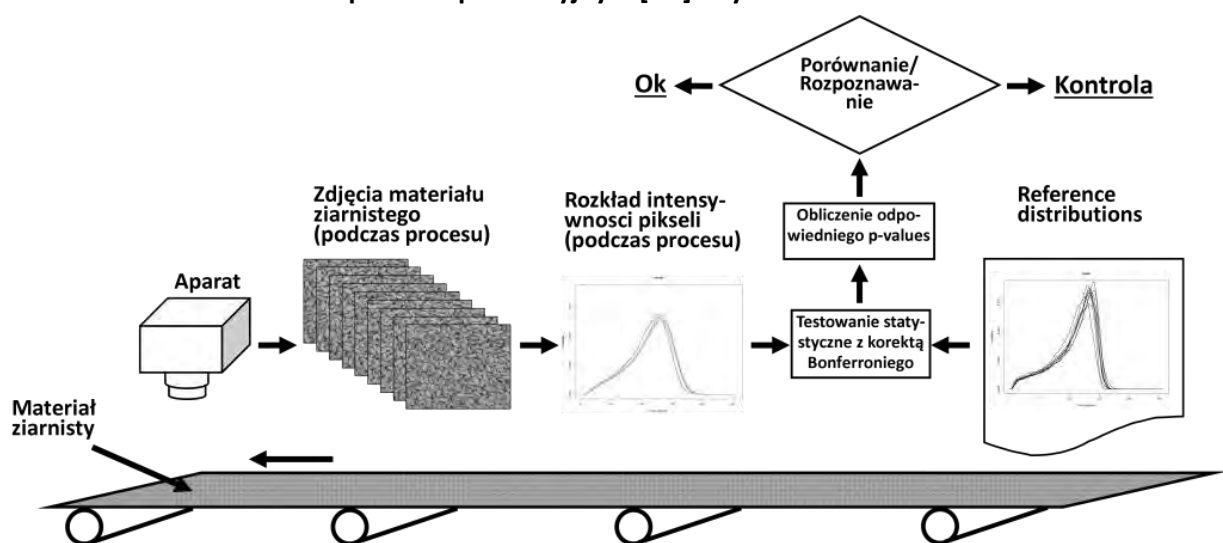 Porównanie/
Rozpoznawa-
nie
Ok
Kontrola
Zdjęcia materiału
ziarnistego
(podczas procesu)
Rozkład intensy-
wnosci pikseli
(podczas procesu)
Obliczenie odpo-
wiedniego p-values
Reference
distributions
Aparat
Testowanie staty-
styczne z korektą
Bonferroniego
Materiał
ziarnisty